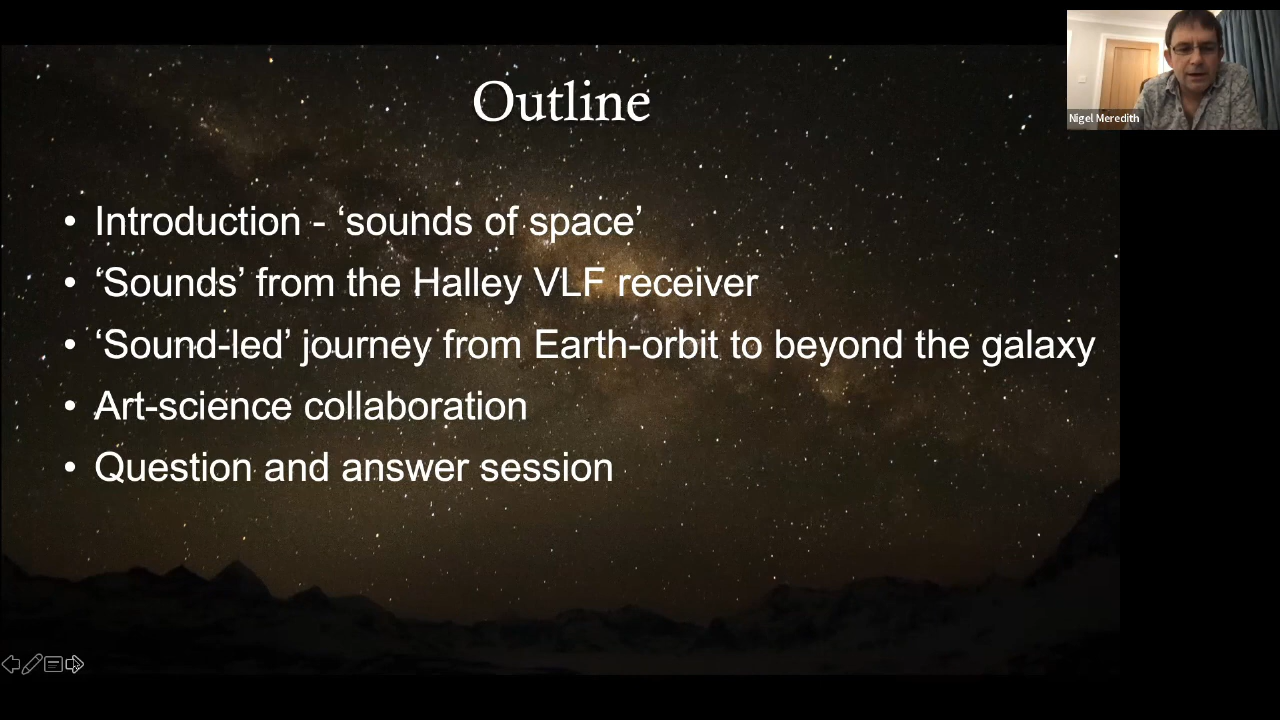 Outline
• Introduction - ‘sounds of space’
• ‘Sounds’ from the Halley VLF receiver
• ‘Sound-led’ journey from Earth-orbit to beyond the galaxy
• Art-science collaboration
• Question and answer session
Nigel Meredith